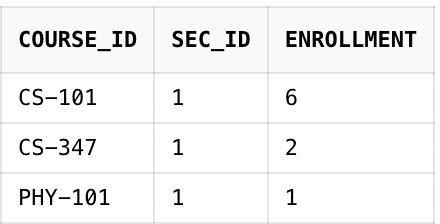 COURSE_ID SEC_ID ENROLLMENT
CS-101 1 6
CS-347 1 2
PHY-101 1 1